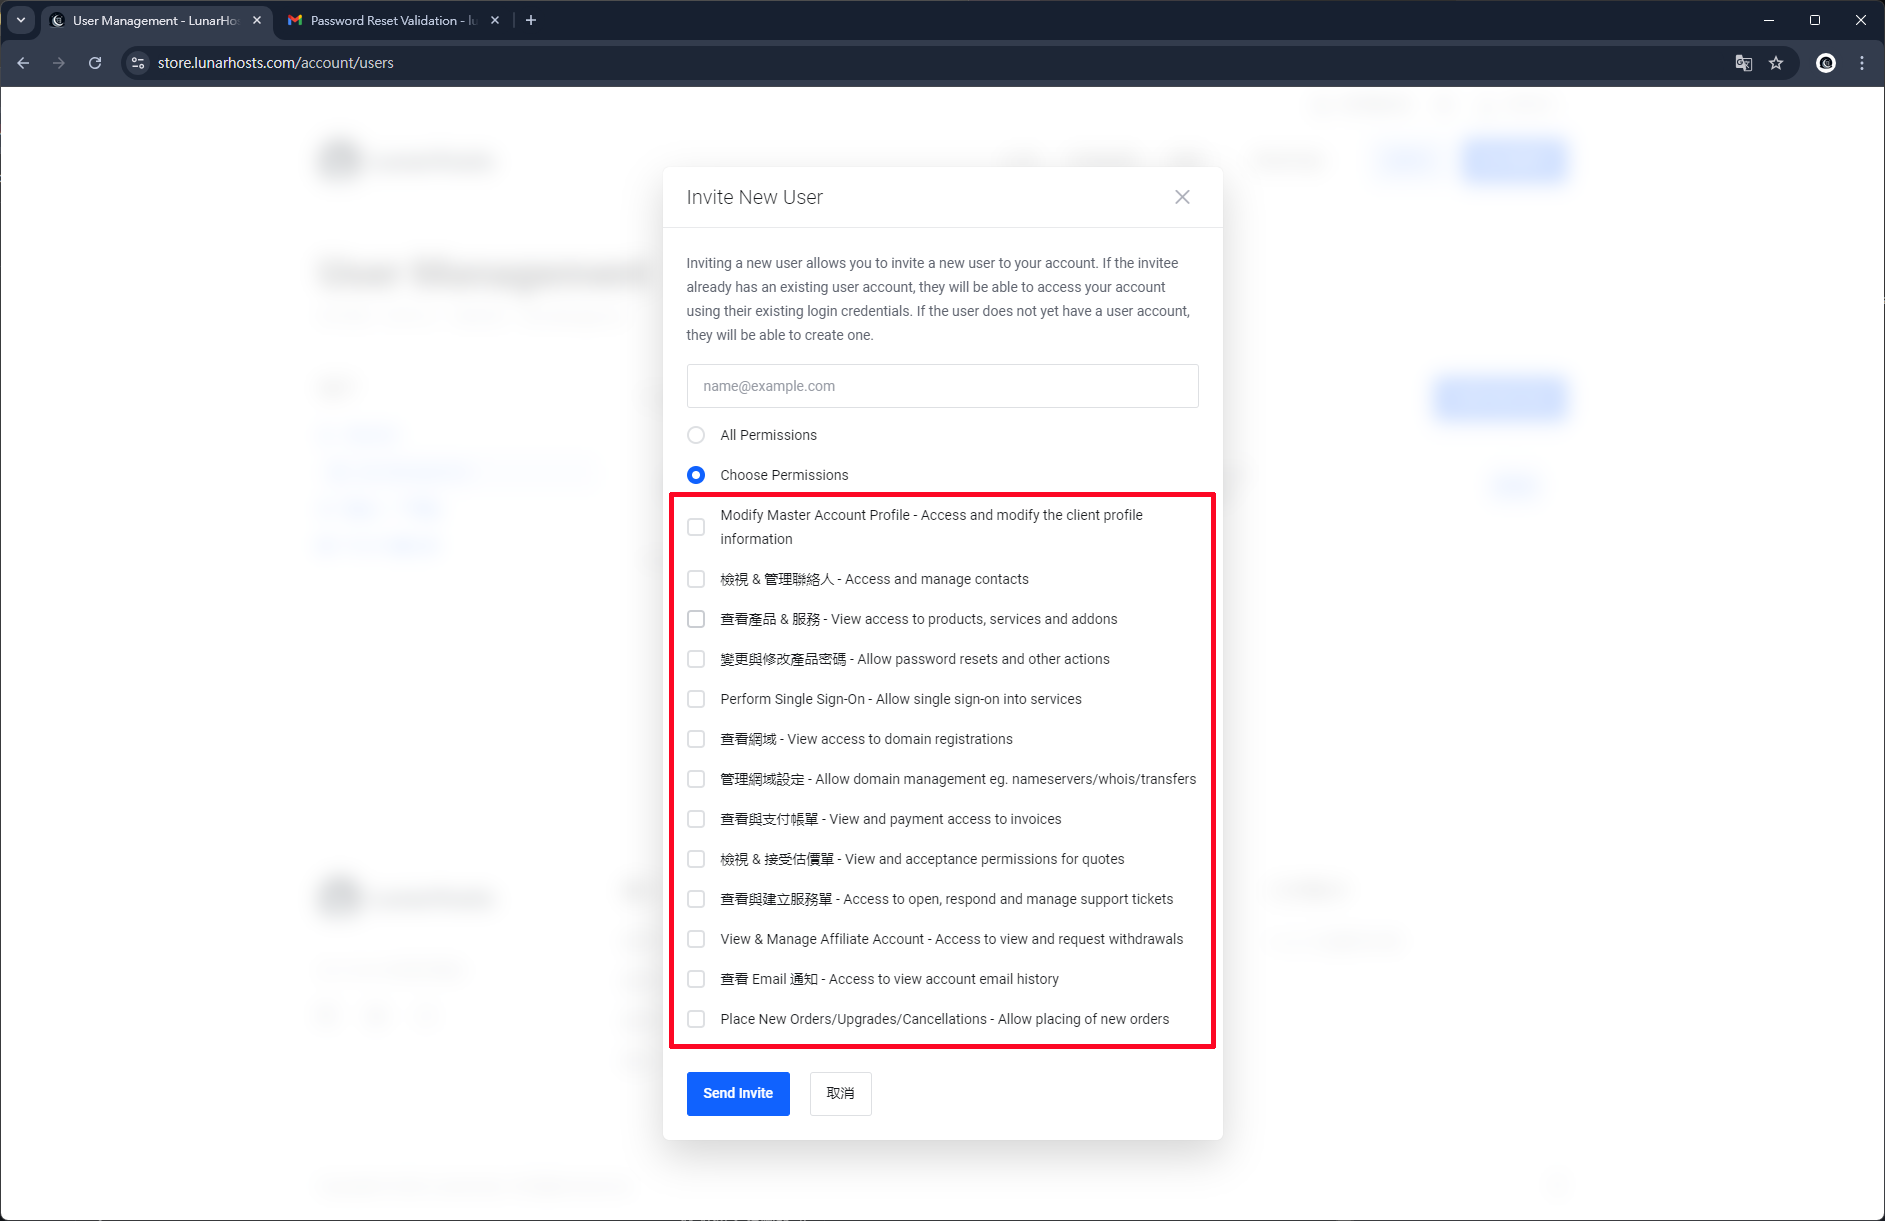 User Management - LunarHo
Password Reset Validation - lu
store.lunarhosts.com/account/users
Invite New User
Inviting a new user allows you to invite a new user to your account. If the invitee
already has an existing user account, they will be able to access your account
using their existing login credentials. If the user does not yet have a user account,
they will be able to create one.
name@example.com
All Permissions
Choose Permissions
Modify Master Account Profile - Access and modify the client profile
information
檢視 & 管理聯絡人 - Access and manage contacts
查看產品 & 服務 - View access to products, services and addons
變更與修改產品密碼 - Allow password resets and other actions
Perform Single Sign-On - Allow single sign-on into services
查看網域 - View access to domain registrations
管理網域設定 - Allow domain management eg. nameservers/whois/transfers
查看與支付帳單 - View and payment access to invoices
檢視 & 接受估價單 - View and acceptance permissions for quotes
查看與建立服務單 - Access to open, respond and manage support tickets
View & Manage Affiliate Account - Access to view and request withdrawals
查看 Email 通知 - Access to view account email history
Place New Orders/Upgrades/Cancellations - Allow placing of new orders
Send Invite
取消
User Management